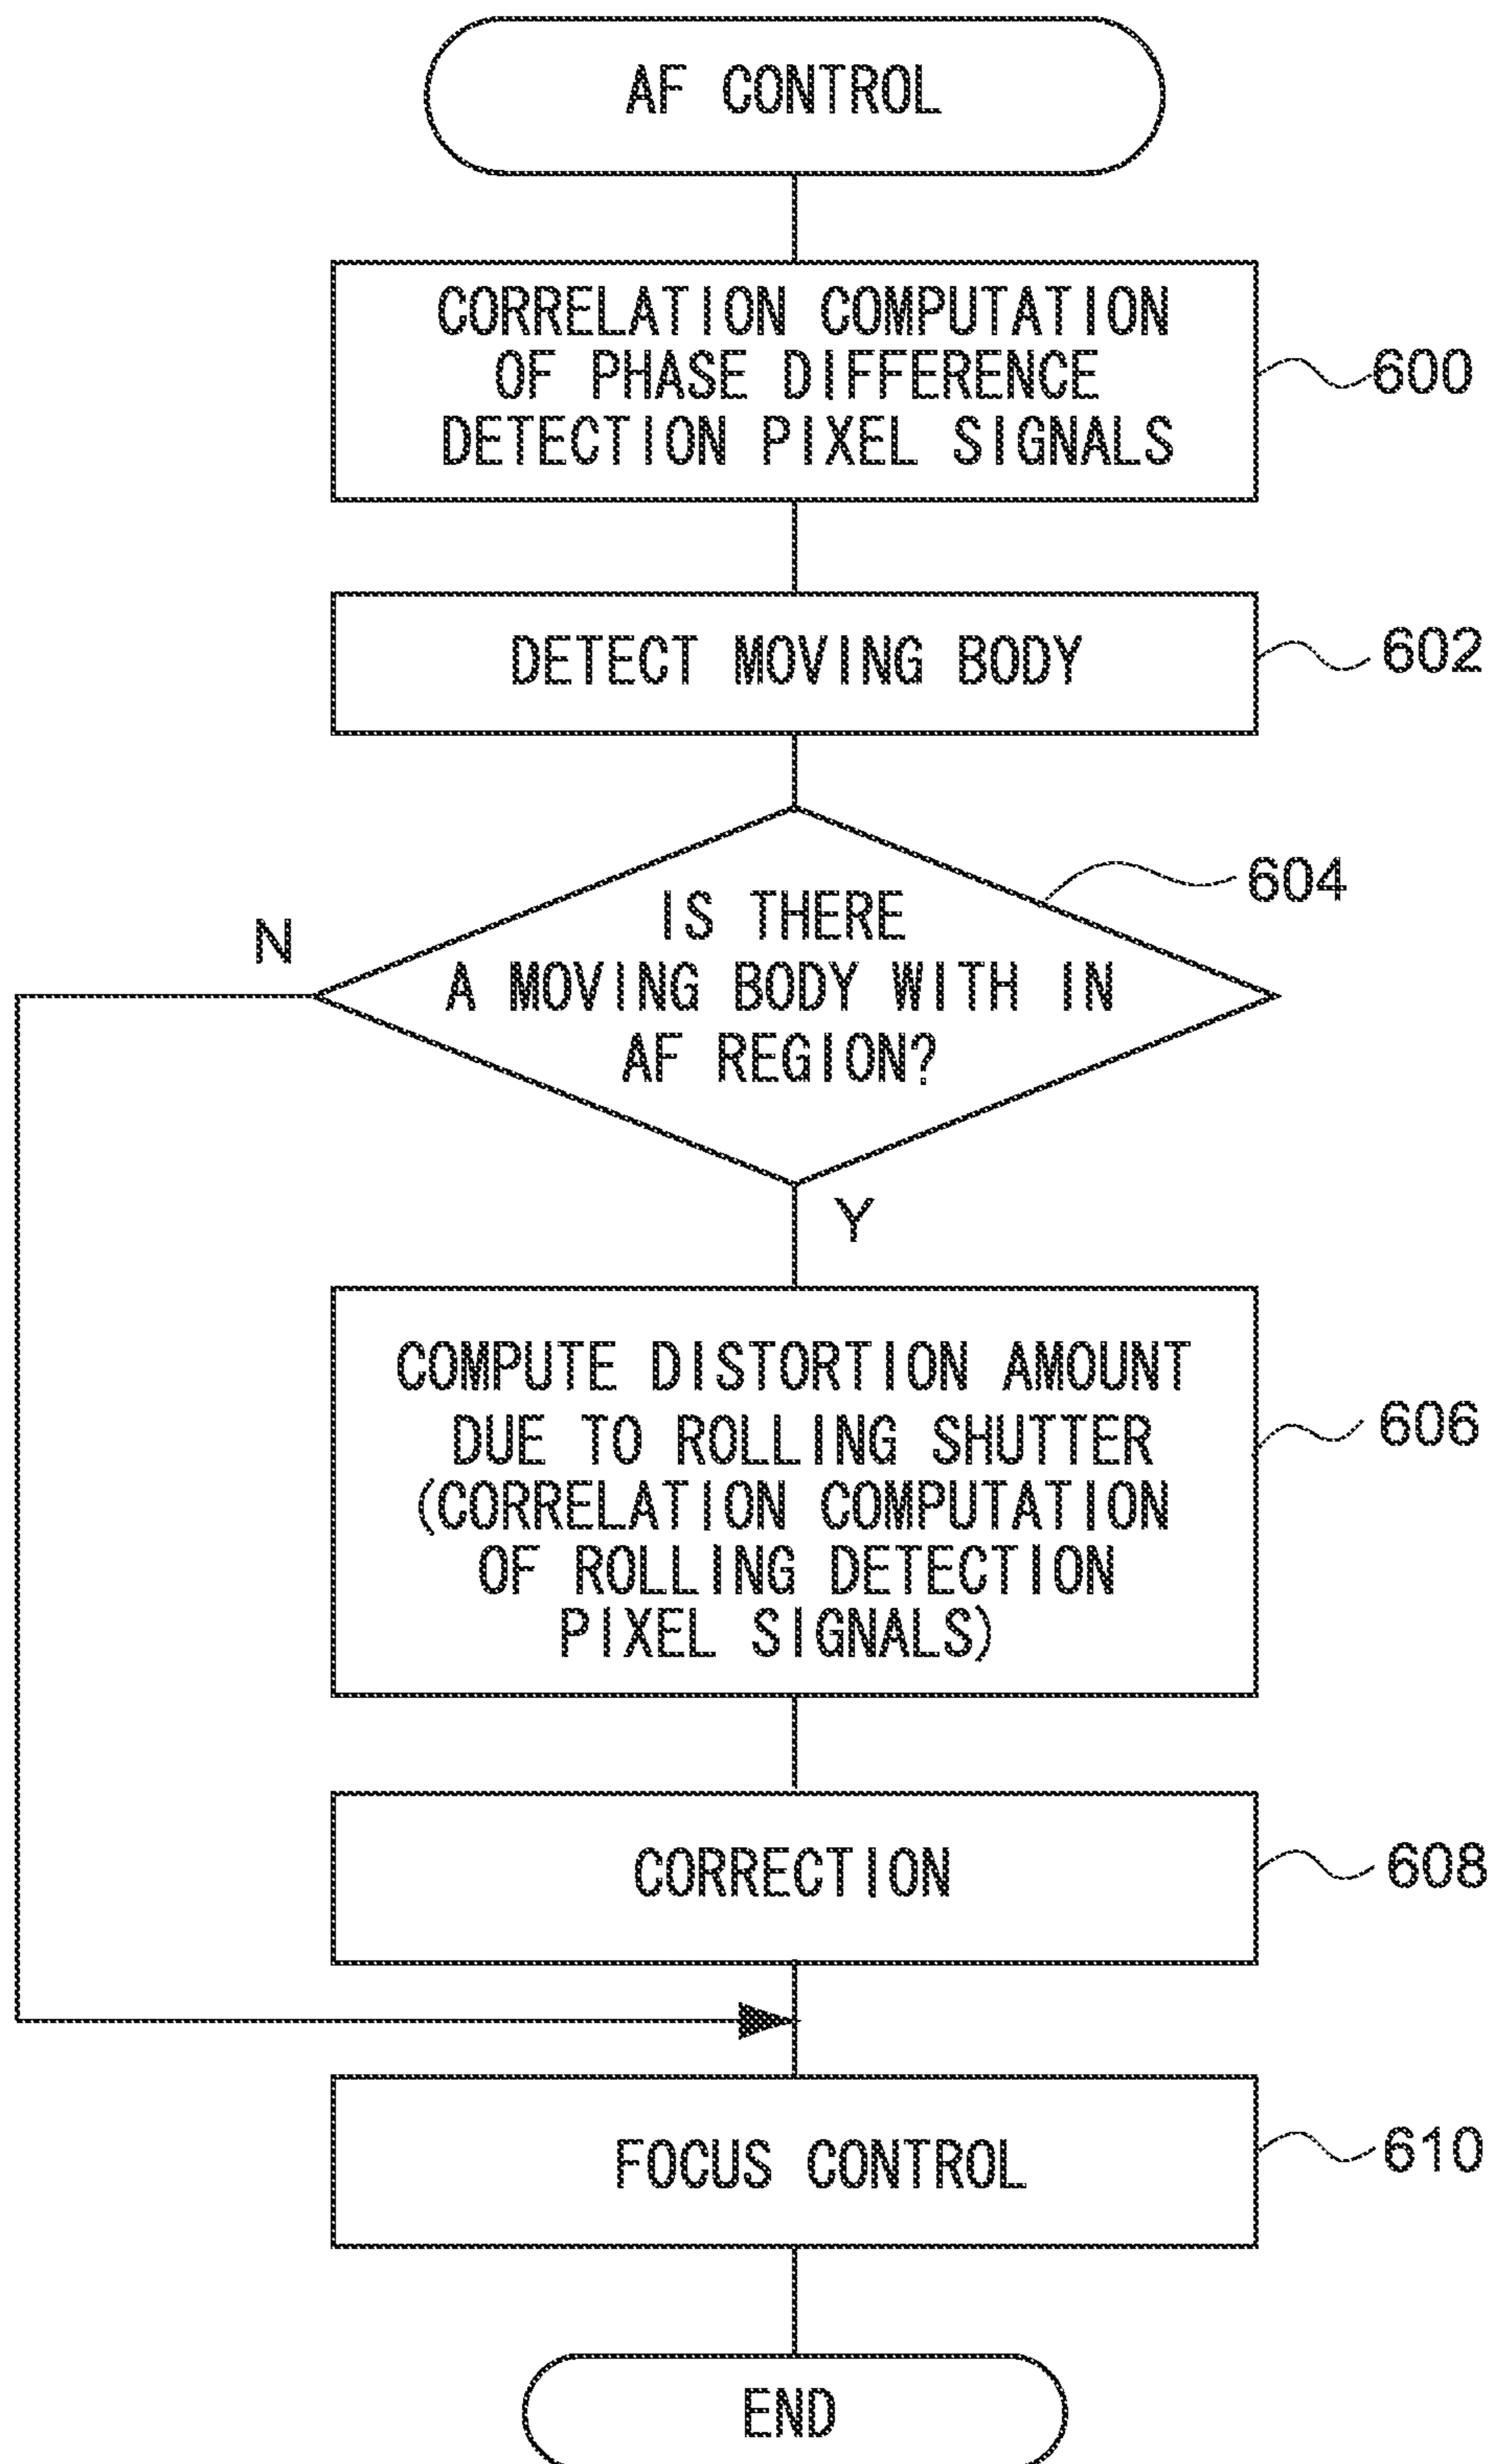 AF CONTROL
CORRELATION COMPUTATION
OF PHASE DIFFERENCE
DETECTION PIXEL SIGNALS
600
DETECT MOVING BODY
602
604
IS THERE
A MOVING BODY WITH IN
AF REGION?
N
Y
COMPUTE DISTORTION AMOUNT
DUE TO ROLLING SHUTTER
(CORRELATION COMPUTATION
OF ROLLING DETECTION
PIXEL SIGNALS)
606
CORRECTION
608
FOCUS CONTROL
610
END